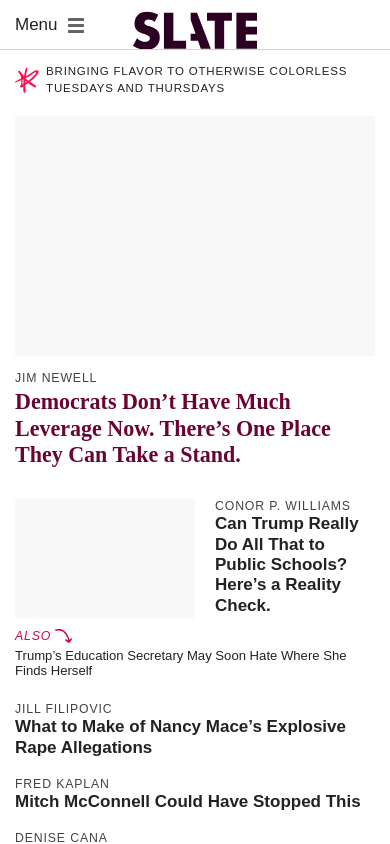 Menu
SLATE
BRINGING FLAVOR TO OTHERWISE COLORLESS
TUESDAYS AND THURSDAYS
JIM NEWELL
Democrats Don’t Have Much
Leverage Now. There’s One Place
They Can Take a Stand.
CONOR P. WILLIAMS
Can Trump Really
Do All That to
Public Schools?
Here’s a Reality
Check.
ALSO
Trump’s Education Secretary May Soon Hate Where She
Finds Herself
JILL FILIPOVIC
What to Make of Nancy Mace’s Explosive
Rape Allegations
FRED KAPLAN
Mitch McConnell Could Have Stopped This
DENISE CANA